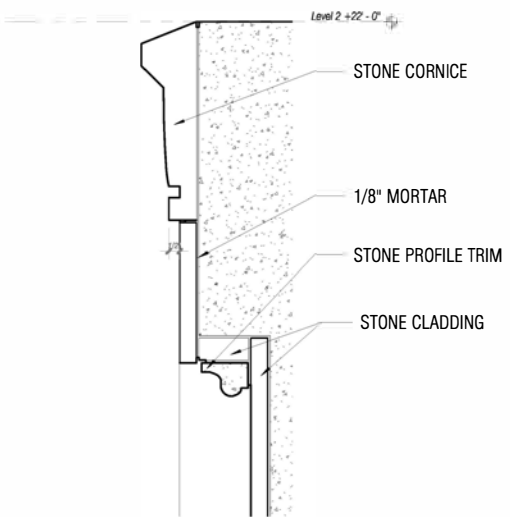 Level 2 +22' - 0"
STONE CORNICE
1/8" MORTAR
STONE PROFILE TRIM
STONE CLADDING